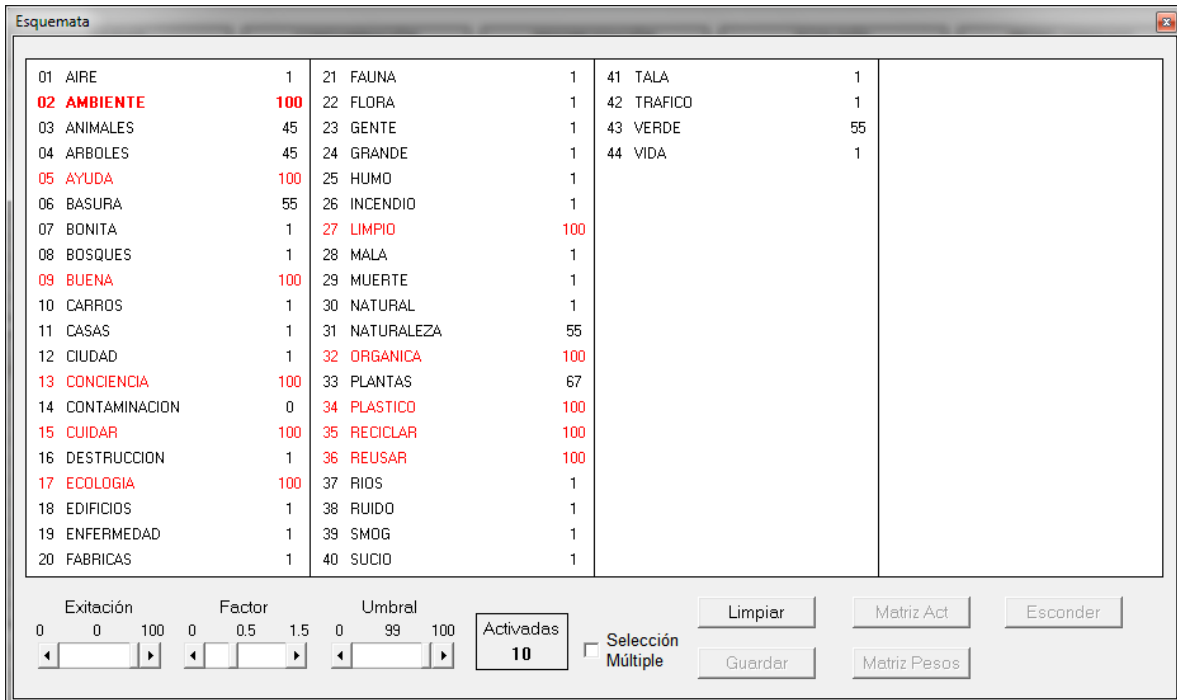 Esquemata
01 AIRE 1
02 AMBIENTE 100
03 ANIMALES 45
04 ARBOLES 45
05 AYUDA 100
06 BASURA 55
07 BONITA 1
08 BOSQUES 1
09 BUENA 100
10 CARROS 1
11 CASAS 1
12 CIUDAD 1
13 CONCIENCIA 100
14 CONTAMINACION 0
15 CUIDAR 100
16 DESTRUCCION 1
17 ECOLOGIA 100
18 EDIFICIOS 1
19 ENFERMEDAD 1
20 FABRICAS 1
21 FAUNA 1
22 FLORA 1
23 GENTE 1
24 GRANDE 1
25 HUMO 1
26 INCENDIO 1
27 LIMPIO 100
28 MALA 1
29 MUERTE 1
30 NATURAL 1
31 NATURALEZA 55
32 ORGANICA 100
33 PLANTAS 67
34 PLASTICO 100
35 RECICLAR 100
36 REUSAR 100
37 RIOS 1
38 RUIDO 1
39 SMOG 1
40 SUCIO 1
41 TALA 1
42 TRAFICO 1
43 VERDE 55
44 VIDA 1
Exitación
0 0 100
Factor
0 0.5 1.5
Umbral
0 99 100
Activadas
10
Selección
Múltiple
Limpiar
Matriz Act
Esconder
Guardar
Matriz Pesos